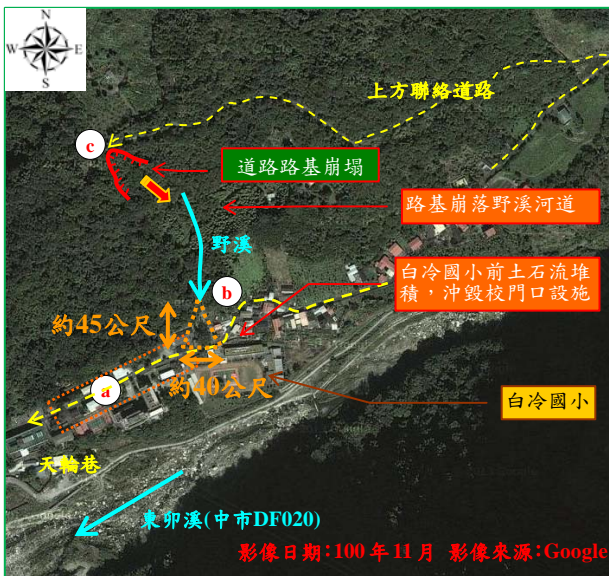 N
W E
S
上方聯絡道路
c
道路路基崩塌
路基崩落野溪河道
野溪
白冷國小前土石流堆
積，沖毀校門口設施
b
約45公尺
a
約40公尺
白冷國小
天輪巷
東卯溪(中市DF020)
影像日期:100年11月 影像來源:Google